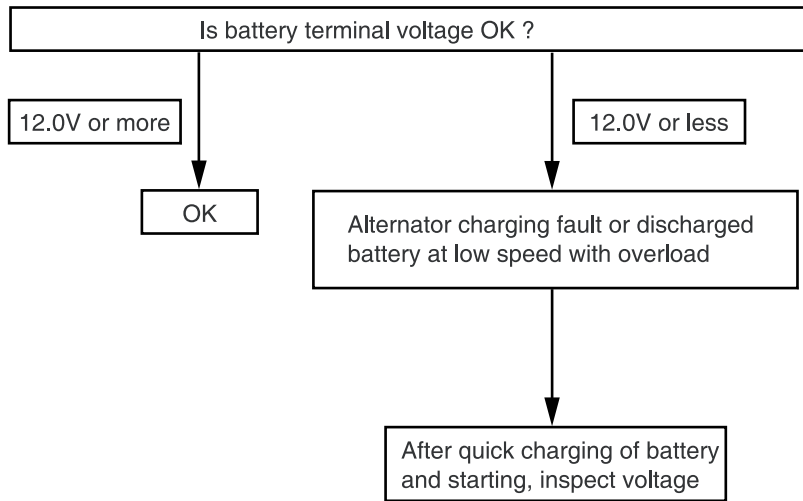 Is battery terminal voltage OK ?
12.0V or more
12.0V or less
OK
Alternator charging fault or discharged
battery at low speed with overload
After quick charging of battery
and starting, inspect voltage